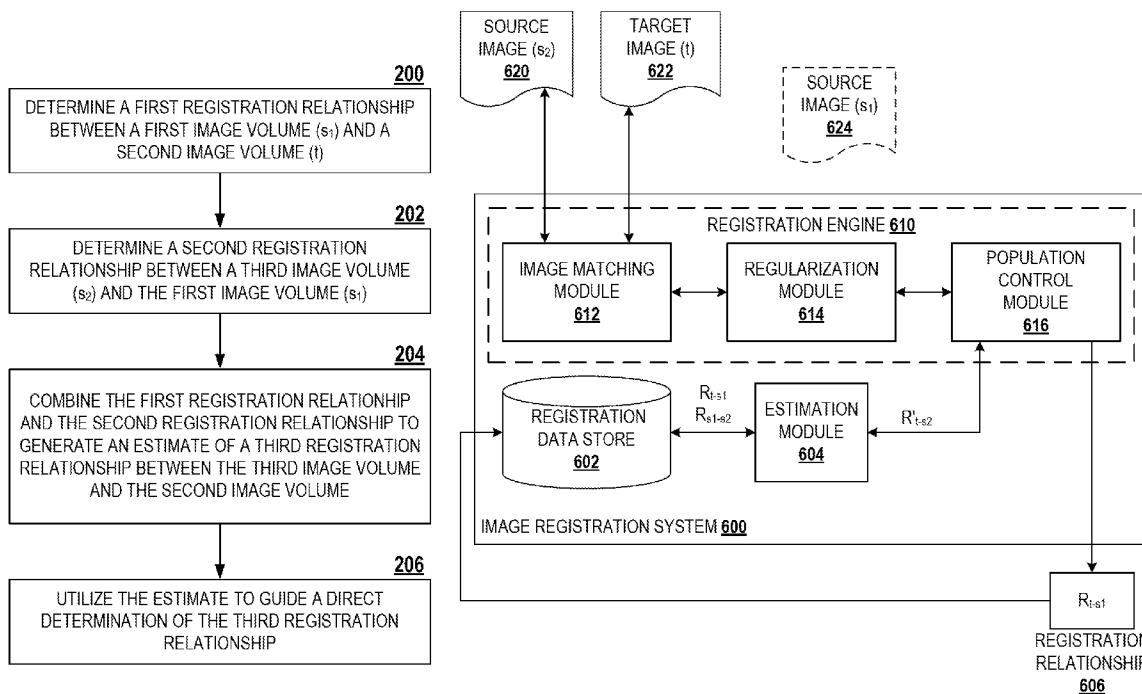 200
DETERMINE A FIRST REGISTRATION RELATIONSHIP
BETWEEN A FIRST IMAGE VOLUME (s₁) AND A
SECOND IMAGE VOLUME (t)
202
DETERMINE A SECOND REGISTRATION
RELATIONSHIP BETWEEN A THIRD IMAGE VOLUME
(s₂) AND THE FIRST IMAGE VOLUME (s₁)
204
COMBINE THE FIRST REGISTRATION RELATIONHIP
AND THE SECOND REGISTRATION RELATIONSHIP TO
GENERATE AN ESTIMATE OF A THIRD REGISTRATION
RELATIONSHIP BETWEEN THE THIRD IMAGE VOLUME
AND THE SECOND IMAGE VOLUME
206
UTILIZE THE ESTIMATE TO GUIDE A DIRECT
DETERMINATION OF THE THIRD REGISTRATION
RELATIONSHIP
SOURCE
IMAGE (s₂)
620
TARGET
IMAGE (t)
622
SOURCE
IMAGE (s₁)
624
REGISTRATION ENGINE 610
IMAGE MATCHING
MODULE
612
REGULARIZATION
MODULE
614
POPULATION
CONTROL
MODULE
616
REGISTRATION
DATA STORE
602
Rt-s1
Rs1-s2
ESTIMATION
MODULE
604
R't-s2
IMAGE REGISTRATION SYSTEM 600
Rt-s1
REGISTRATION
RELATIONSHIP
606